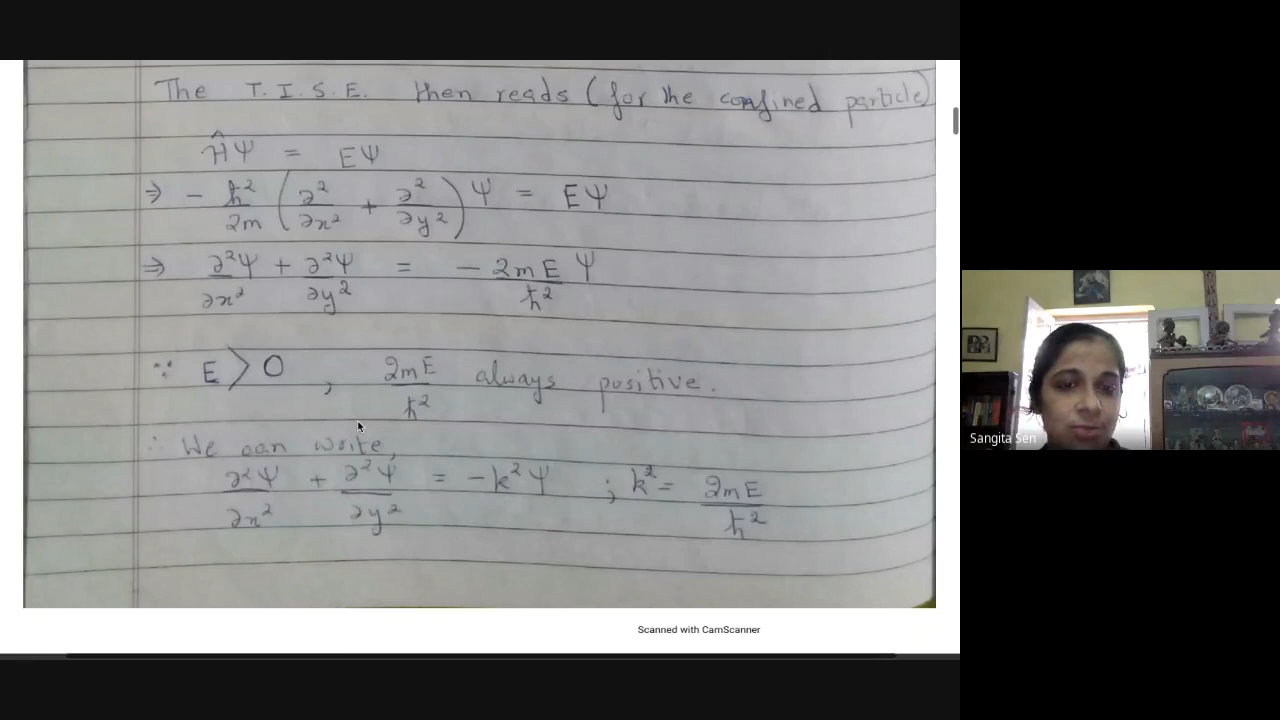 The T.I.S.E. then reads (for the confined particle)
ĤΨ = EΨ
⇒ - ħ²/2m (∂²/∂x² + ∂²/∂y²) Ψ = EΨ
⇒ ∂²Ψ/∂x² + ∂²Ψ/∂y² = - 2mE/ħ² Ψ
∵ E > 0 , 2mE/ħ² always positive.
∴ We can write,
∂²Ψ/∂x² + ∂²Ψ/∂y² = -k²Ψ ; k² = 2mE/ħ²
Scanned with CamScanner
Sangita Sen